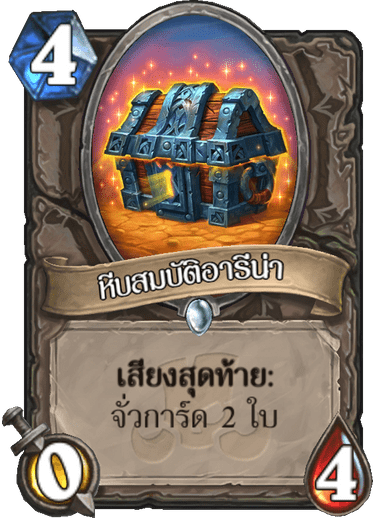 4
หีบสมบัติอารีน่า
เสียงสุดท้าย:
จั่วการ์ด 2 ใบ
0
4